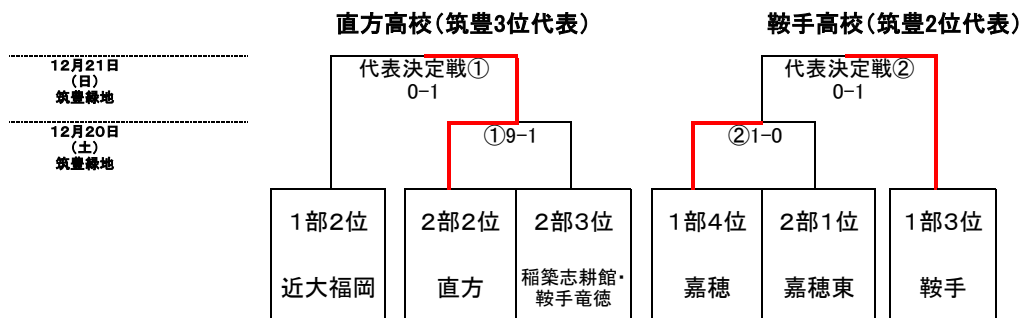 直方高校(筑豊3位代表)
鞍手高校(筑豊2位代表)
12月21日
(日)
筑豊緑地
代表決定戦①
0-1
代表決定戦②
0-1
12月20日
(土)
筑豊緑地
①9-1
②1-0
1部2位
2部2位
2部3位
1部4位
2部1位
1部3位
近大福岡
直方
稲築志耕館・
鞍手竜徳
嘉穂
嘉穂東
鞍手